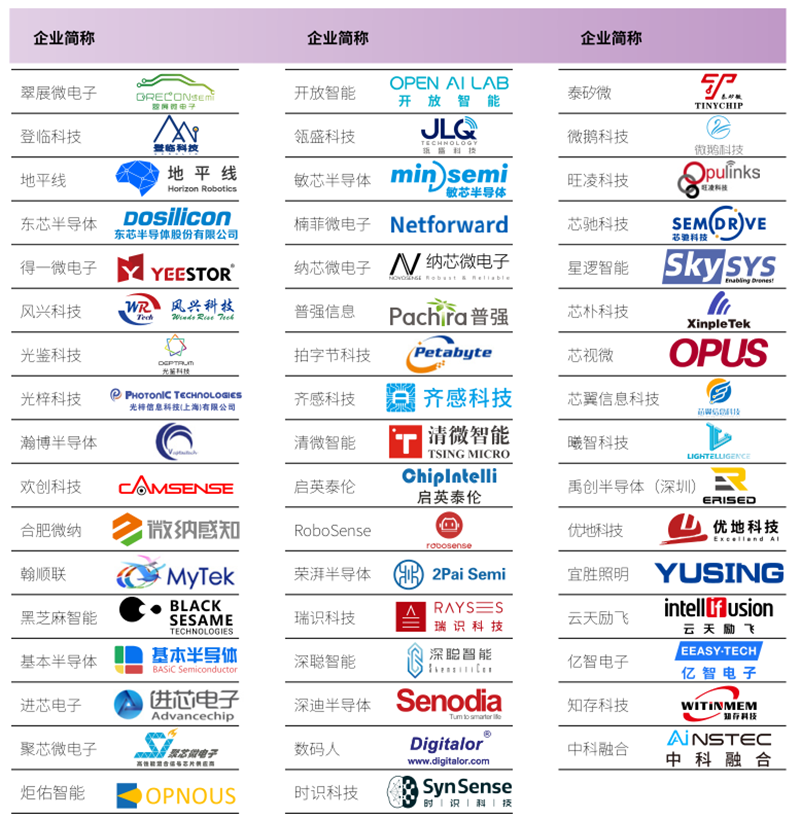 企业简称
翠展微电子
GRECONSEMI
翠展微电子
登临科技
登临科技
地平线
地平线
Horizon Robotics
东芯半导体
DOSILICON
东芯半导体股份有限公司
得一微电子
YEESTOR®
风兴科技
WR
Tech
风兴科技
Winds Rise Tech
光鉴科技
DEPTRUM
光鉴科技
光梓科技
PHOTONIC TECHNOLOGIES
光梓信息科技(上海)有限公司
瀚博半导体
欢创科技
CAMSENSE
合肥微纳
微纳感知
翰顺联
MyTek
黑芝麻智能
BLACK
SESAME
TECHNOLOGIES
基本半导体
基本半导体
BASiC Semiconductor
进芯电子
进芯电子
Advancechip
聚芯微电子
聚芯微电子
高性能混合信号芯片供应商
炬佑智能
OPNOUS
企业简称
开放智能
OPEN AI LAB
开放智能
瓴盛科技
JLQ
TECHNOLOGY
瓴盛科技
敏芯半导体
mindsemi
敏芯半导体
楠菲微电子
Netforward
纳芯微电子
纳芯微电子
NOVOSENSE Robust & Reliable
普强信息
Pachira普强
拍字节科技
Petabyte
齐感科技
齐感科技
清微智能
清微智能
TSING MICRO
启英泰伦
ChipIntelli
启英泰伦
RoboSense
robosense
荣湃半导体
2Pai Semi
瑞识科技
RAYSEES
瑞识科技
深聪智能
深聪智能
ShensiliCon
深迪半导体
Senodia
Turn to smarter life
数码人
Digitalor®
www.digitalor.com
时识科技
SynSense
时识科技
企业简称
泰矽微
泰矽微
TINYCHIP
微鹅科技
微鹅科技
旺凌科技
Opulinks
旺凌科技
芯驰科技
SEMIDRIVE
芯驰科技
星逻智能
SkySYS
Enabling Drones!
芯朴科技
XinpleTek
芯视微
OPUS
芯翼信息科技
芯翼信息科技
曦智科技
LIGHTELLIGENCE
禹创半导体（深圳）
ERISED
优地科技
优地科技
Excelland AI
宜胜照明
YUSING
云天励飞
intellifusion
云天励飞
亿智电子
EEASY·TECH
亿智电子
知存科技
WITINMEM
知存科技
中科融合
AiNSTEC
中科融合